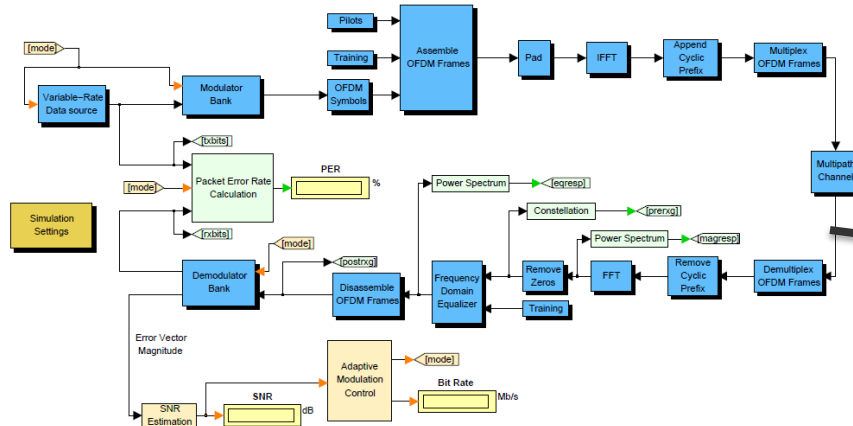 Pilots
Training
Assemble
OFDM Frames
Pad
IFFT
Append
Cyclic
Prefix
Multiplex
OFDM Frames
[mode]
Variable-Rate
Data source
Modulator
Bank
OFDM
Symbols
[txbits]
Packet Error Rate
Calculation
[mode]
PER
%
[rxbits]
Simulation
Settings
Power Spectrum
[eqresp]
Multipath
Channel
Constellation
[prerxg]
Power Spectrum
[magresp]
[mode]
[postrxg]
Demodulator
Bank
Disassemble
OFDM Frames
Frequency
Domain
Equalizer
Remove
Zeros
FFT
Remove
Cyclic
Prefix
Demultiplex
OFDM Frames
Training
Error Vector
Magnitude
SNR
Estimation
SNR
dB
Adaptive
Modulation
Control
[mode]
Bit Rate
Mb/s